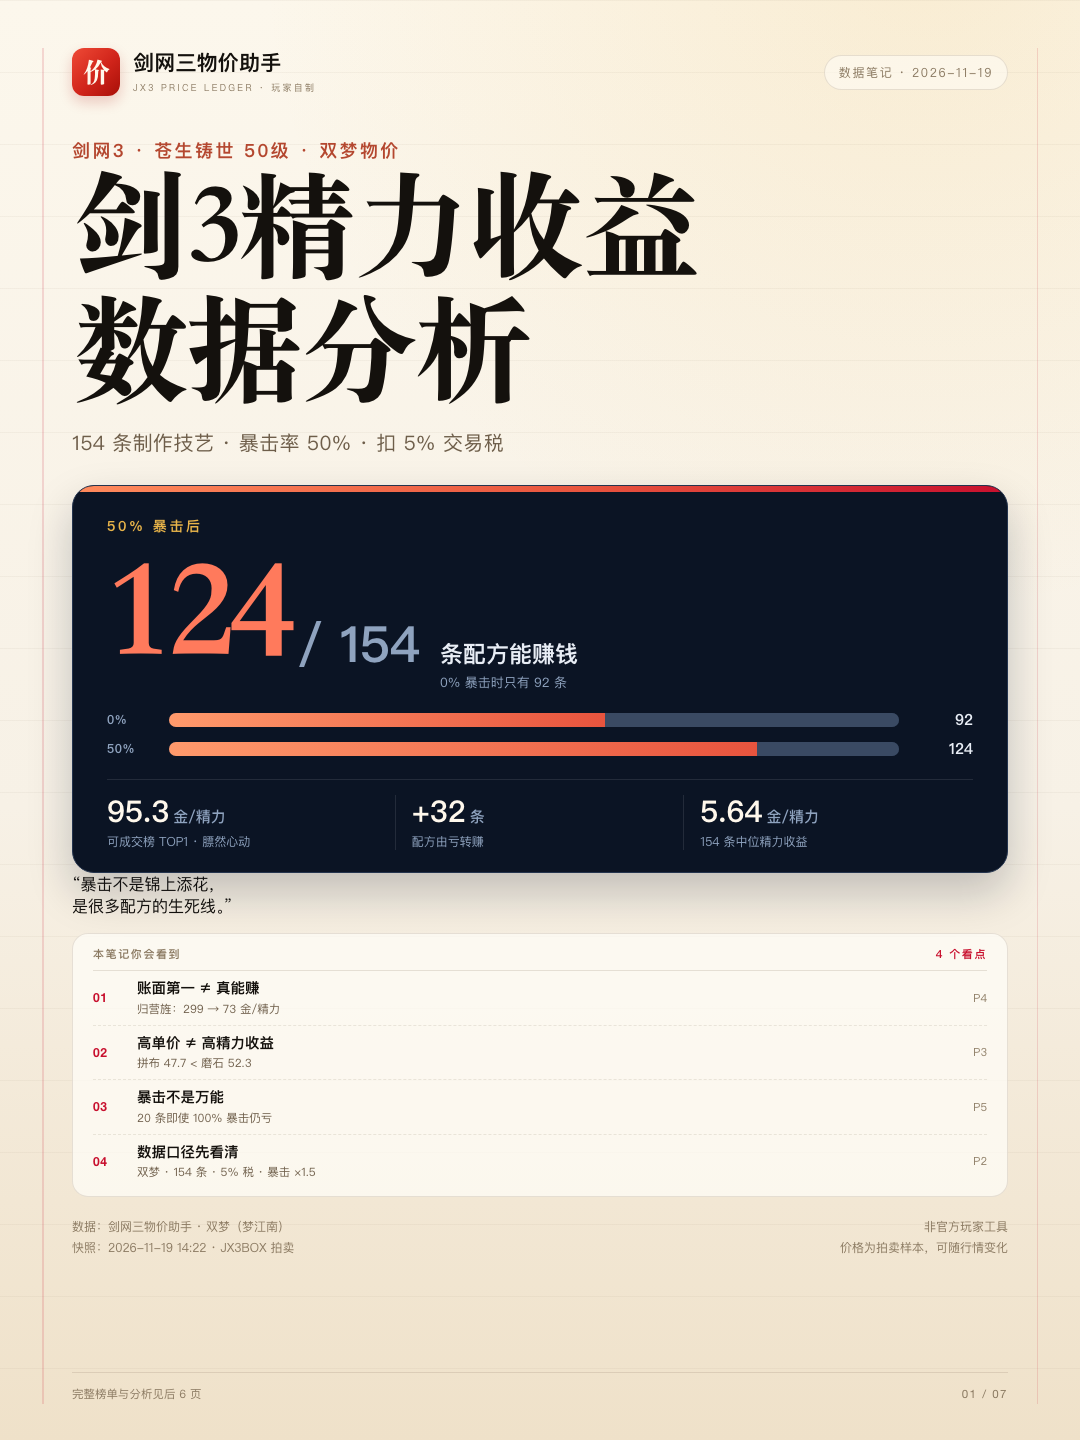 价
剑网三物价助手
JX3 PRICE LEDGER · 玩家自制
数据笔记 · 2026-11-19
剑网3 · 苍生铸世 50级 · 双梦物价
剑3精力收益
数据分析
154 条制作技艺 · 暴击率 50% · 扣 5% 交易税
50% 暴击后
124 / 154 条配方能赚钱
0% 暴击时只有 92 条
0% 92
50% 124
95.3 金/精力
可成交榜 TOP1 · 膘然心动
+32 条
配方由亏转赚
5.64 金/精力
154 条中位精力收益
“暴击不是锦上添花，
是很多配方的生死线。”
本笔记你会看到 4 个看点
01 账面第一 ≠ 真能赚 P4
归营旌：299 → 73 金/精力
02 高单价 ≠ 高精力收益 P3
拼布 47.7 < 磨石 52.3
03 暴击不是万能 P5
20 条即使 100% 暴击仍亏
04 数据口径先看清 P2
双梦 · 154 条 · 5% 税 · 暴击 ×1.5
数据：剑网三物价助手 · 双梦（梦江南）
快照：2026-11-19 14:22 · JX3BOX 拍卖
非官方玩家工具
价格为拍卖样本，可随行情变化
完整榜单与分析见后 6 页
01 / 07